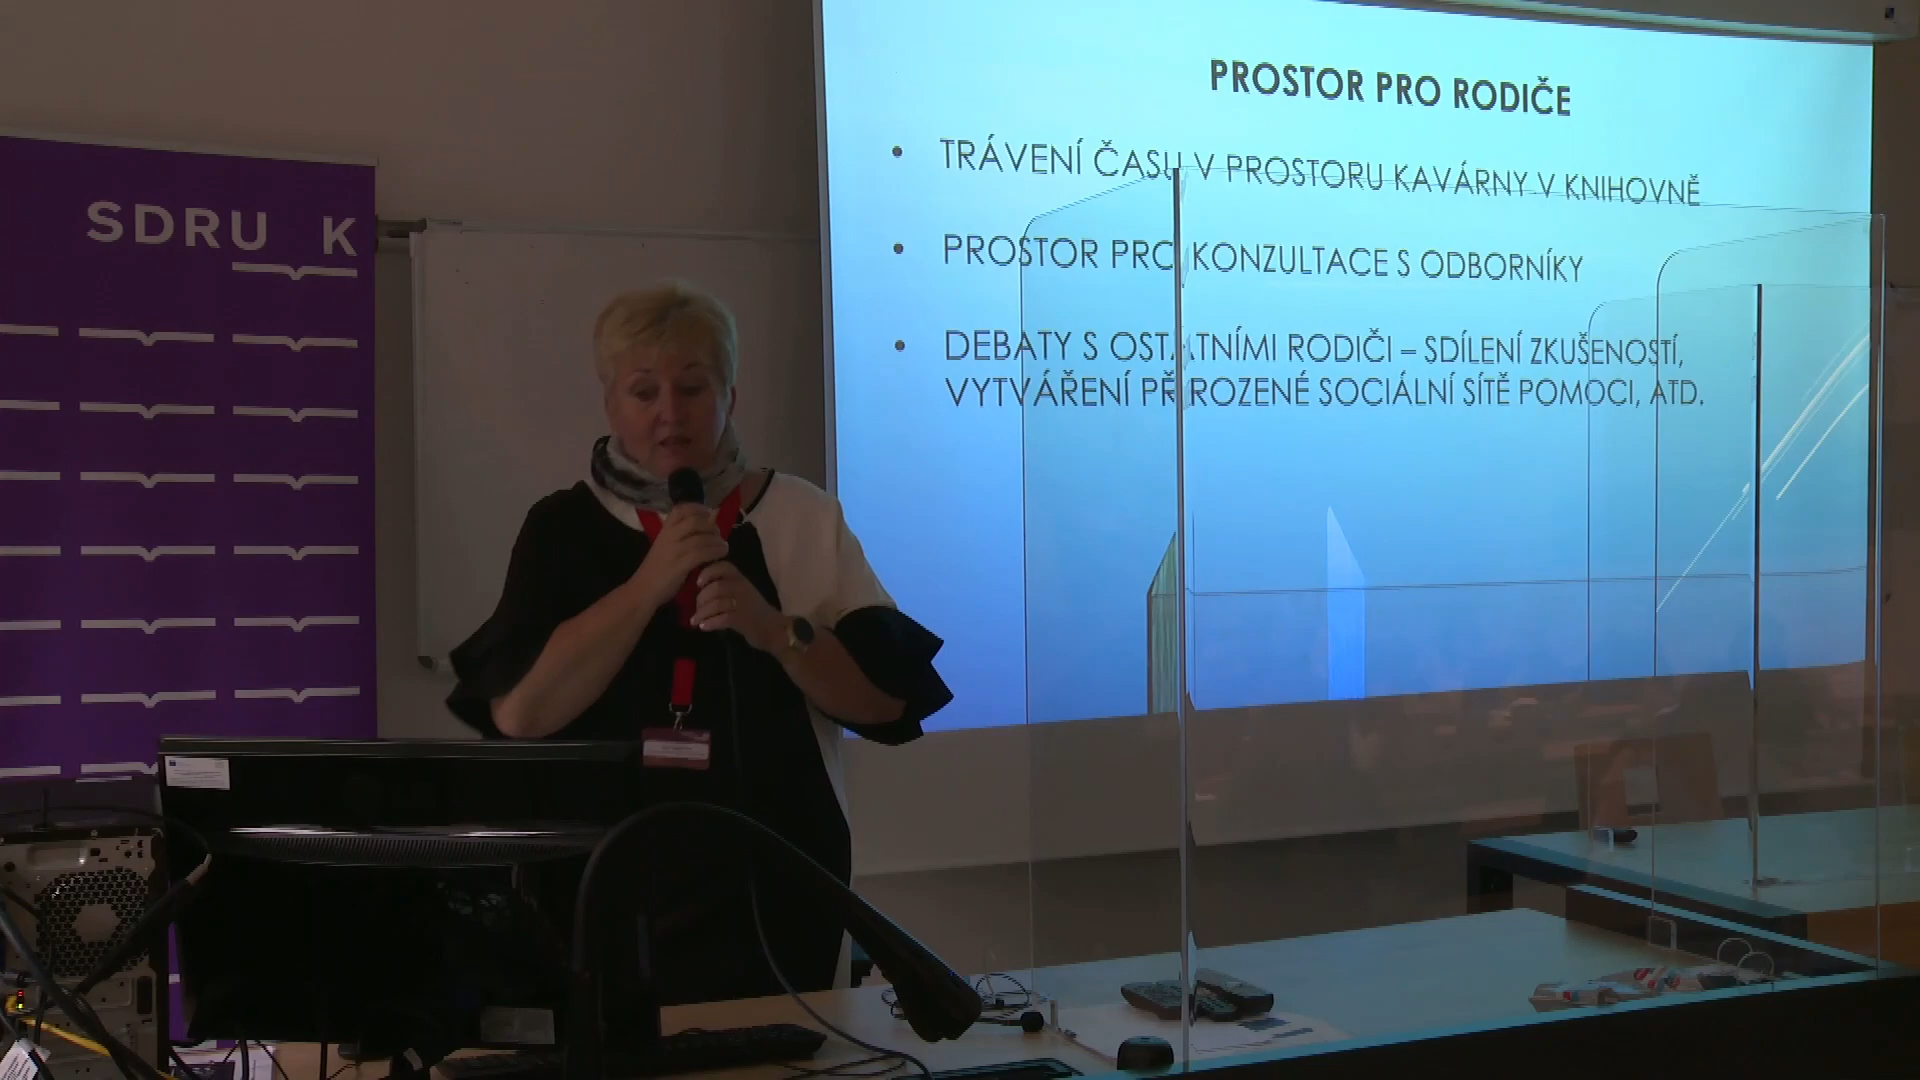 SDRU K
PROSTOR PRO RODIČE
• TRÁVENÍ ČASU V PROSTORU KAVÁRNY V KNIHOVNĚ
• PROSTOR PRO KONZULTACE S ODBORNÍKY
• DEBATY S OSTATNÍMI RODIČI – SDÍLENÍ ZKUŠENOSTÍ,
VYTVÁŘENÍ PŘIROZENÉ SOCIÁLNÍ SÍTĚ POMOCI, ATD.